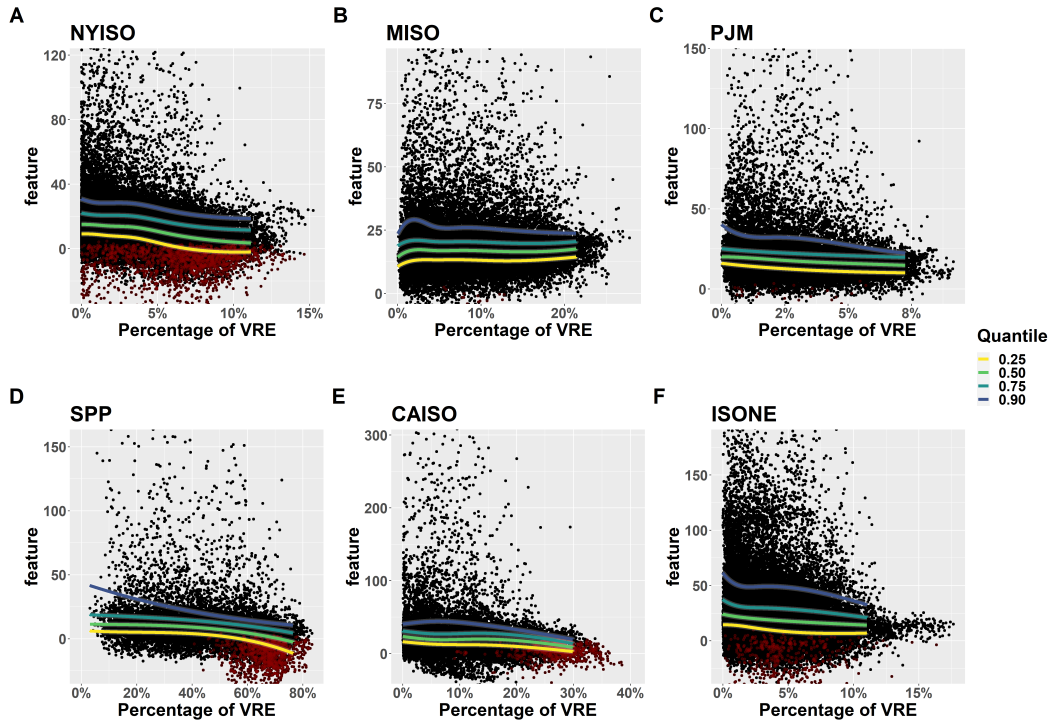 A
NYISO
feature
120
80
40
0
0%
5%
10%
15%
Percentage of VRE
B
MISO
feature
75
50
25
0
0%
10%
20%
Percentage of VRE
C
PJM
feature
150
100
50
0
0%
2%
5%
8%
Percentage of VRE
Quantile
0.25
0.50
0.75
0.90
D
SPP
feature
150
100
50
0
0%
20%
40%
60%
80%
Percentage of VRE
E
CAISO
feature
300
200
100
0
0%
10%
20%
30%
40%
Percentage of VRE
F
ISONE
feature
150
100
50
0
0%
5%
10%
15%
Percentage of VRE